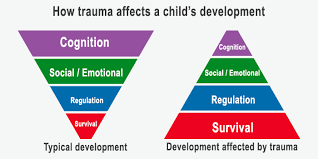 How trauma affects a child's development
Cognition
Social / Emotional
Regulation
Survival
Typical development
Cognition
Social / Emotional
Regulation
Survival
Development affected by trauma